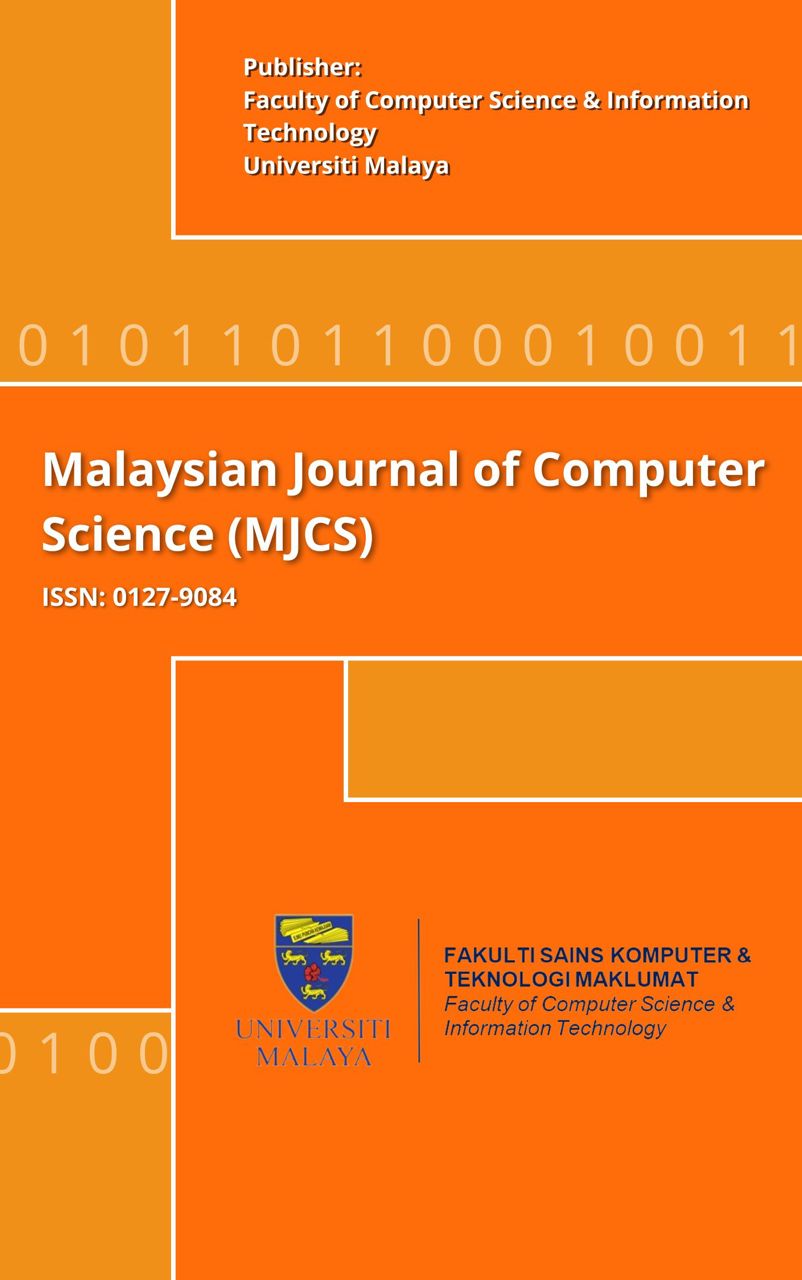 Publisher:
Faculty of Computer Science & Information
Technology
Universiti Malaya
0 1 0 1 1 0 1 1 0 0 0 1 0 0 1 1
Malaysian Journal of Computer
Science (MJCS)
ISSN: 0127-9084
UNIVERSITI
MALAYA
FAKULTI SAINS KOMPUTER &
TEKNOLOGI MAKLUMAT
Faculty of Computer Science &
Information Technology
0 1 0 0